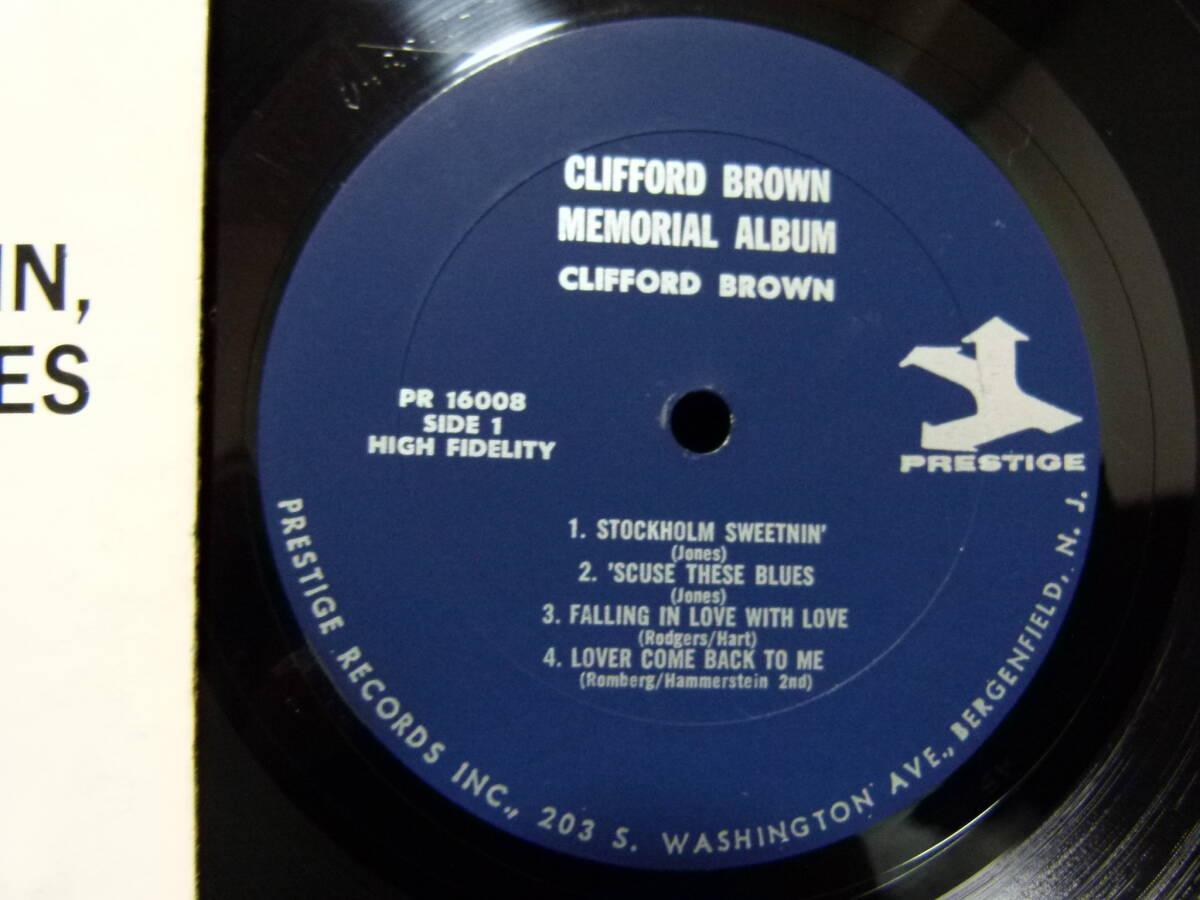 IN,
ES
CLIFFORD BROWN
MEMORIAL ALBUM
CLIFFORD BROWN
PR 16008
SIDE 1
HIGH FIDELITY
PRESTIGE
1. STOCKHOLM SWEETNIN'
(Jones)
2. 'SCUSE THESE BLUES
(Jones)
3. FALLING IN LOVE WITH LOVE
(Rodgers/Hart)
4. LOVER COME BACK TO ME
(Romberg/Hammerstein 2nd)
PRESTIGE RECORDS INC., 203 S. WASHINGTON AVE., BERGENFIELD, N. J.